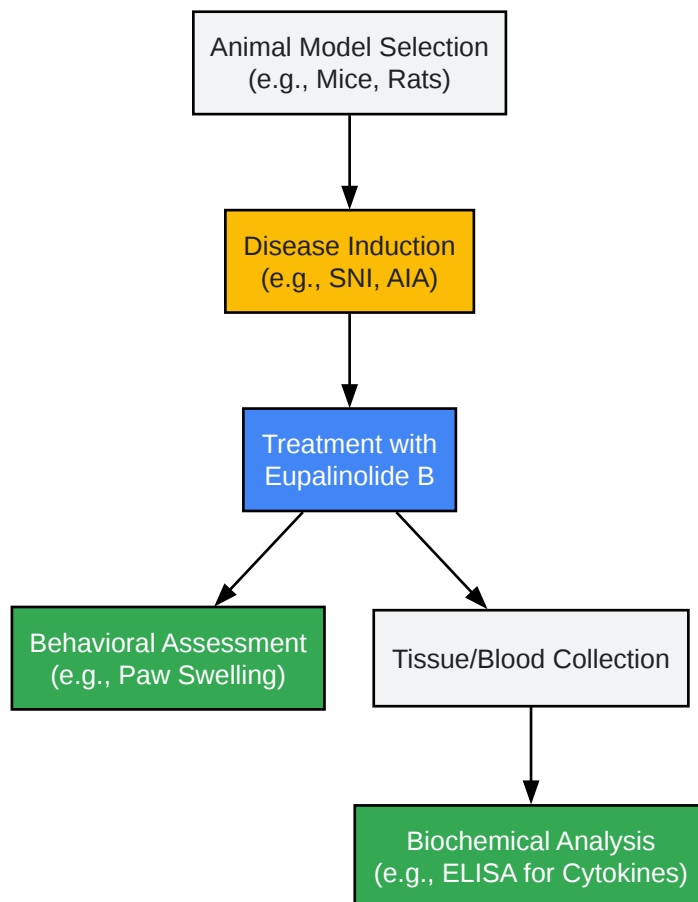 Animal Model Selection
(e.g., Mice, Rats)
Disease Induction
(e.g., SNI, AIA)
Treatment with
Eupalinolide B
Behavioral Assessment
(e.g., Paw Swelling)
Tissue/Blood Collection
Biochemical Analysis
(e.g., ELISA for Cytokines)